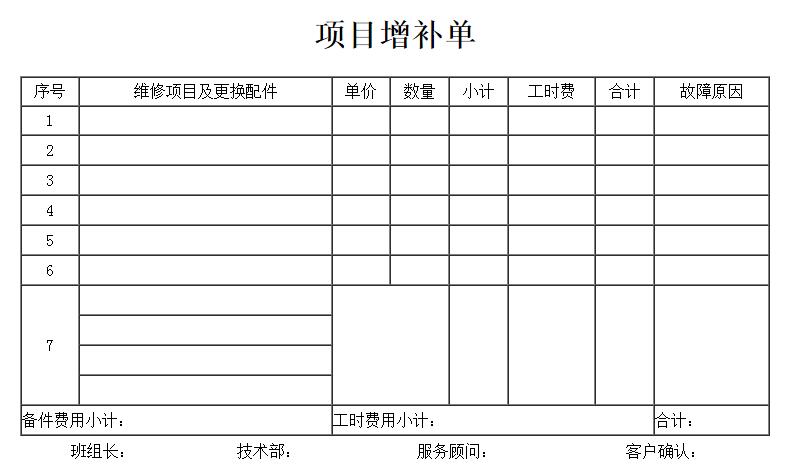 项目增补单
序号 维修项目及更换配件 单价 数量 小计 工时费 合计 故障原因
1
2
3
4
5
6
7
备件费用小计： 工时费用小计： 合计：
班组长： 技术部： 服务顾问： 客户确认：